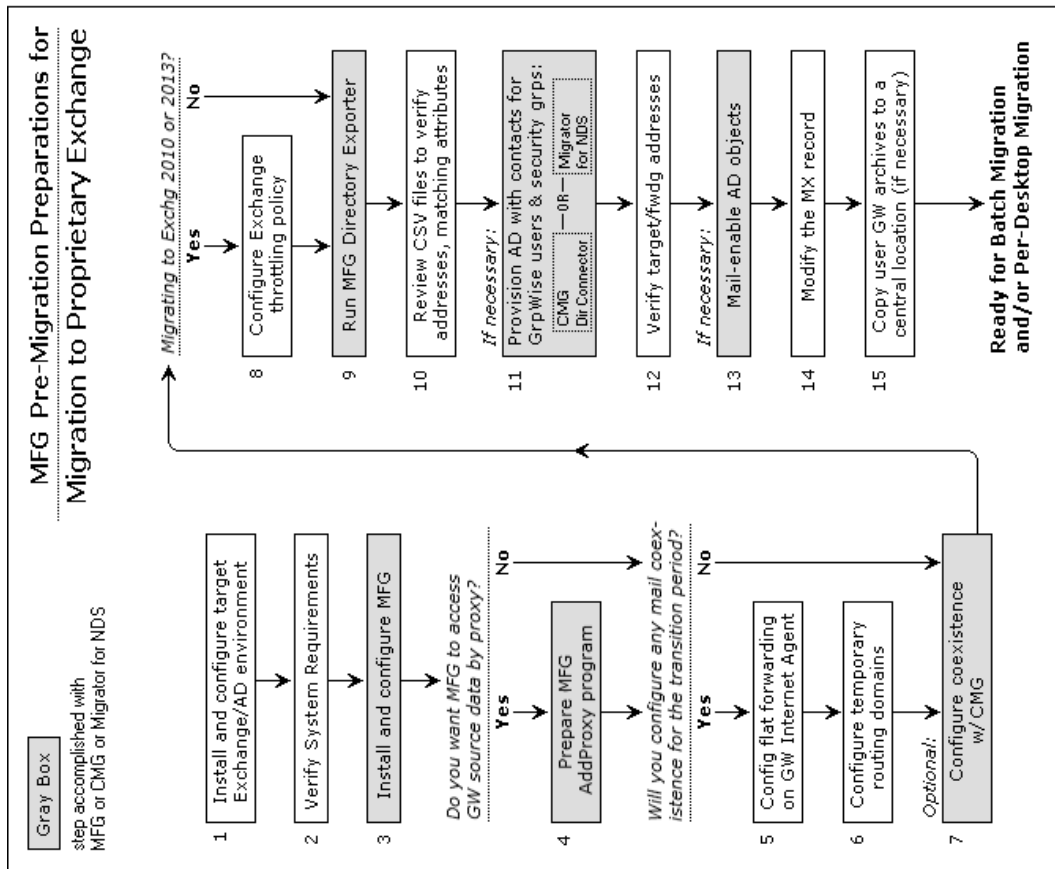 MFG Pre-Migration Preparations for
Migration to Proprietary Exchange
Gray Box
step accomplished with
MFG or CMG or Migrator for NDS
1
Install and configure target
Exchange/AD environment
2
Verify System Requirements
3
Install and configure MFG
Do you want MFG to access
GW source data by proxy?
Yes
No
4
Prepare MFG
AddProxy program
Will you configure any mail coex-
istence for the transition period?
Yes
No
5
Config flat forwarding
on GW Internet Agent
6
Configure temporary
routing domains
Optional:
7
Configure coexistence
w/ CMG
Migrating to Exchg 2010 or 2013?
Yes
No
8
Configure Exchange
throttling policy
9
Run MFG Directory Exporter
10
Review CSV files to verify
addresses, matching attributes
If necessary:
11
Provision AD with contacts for
GrpWise users & security grps:
CMG
Dir Connector
—OR—
Migrator
for NDS
12
Verify target/fwdg addresses
If necessary:
13
Mail-enable AD objects
14
Modify the MX record
15
Copy user GW archives to a
central location (if necessary)
Ready for Batch Migration
and/or Per-Desktop Migration